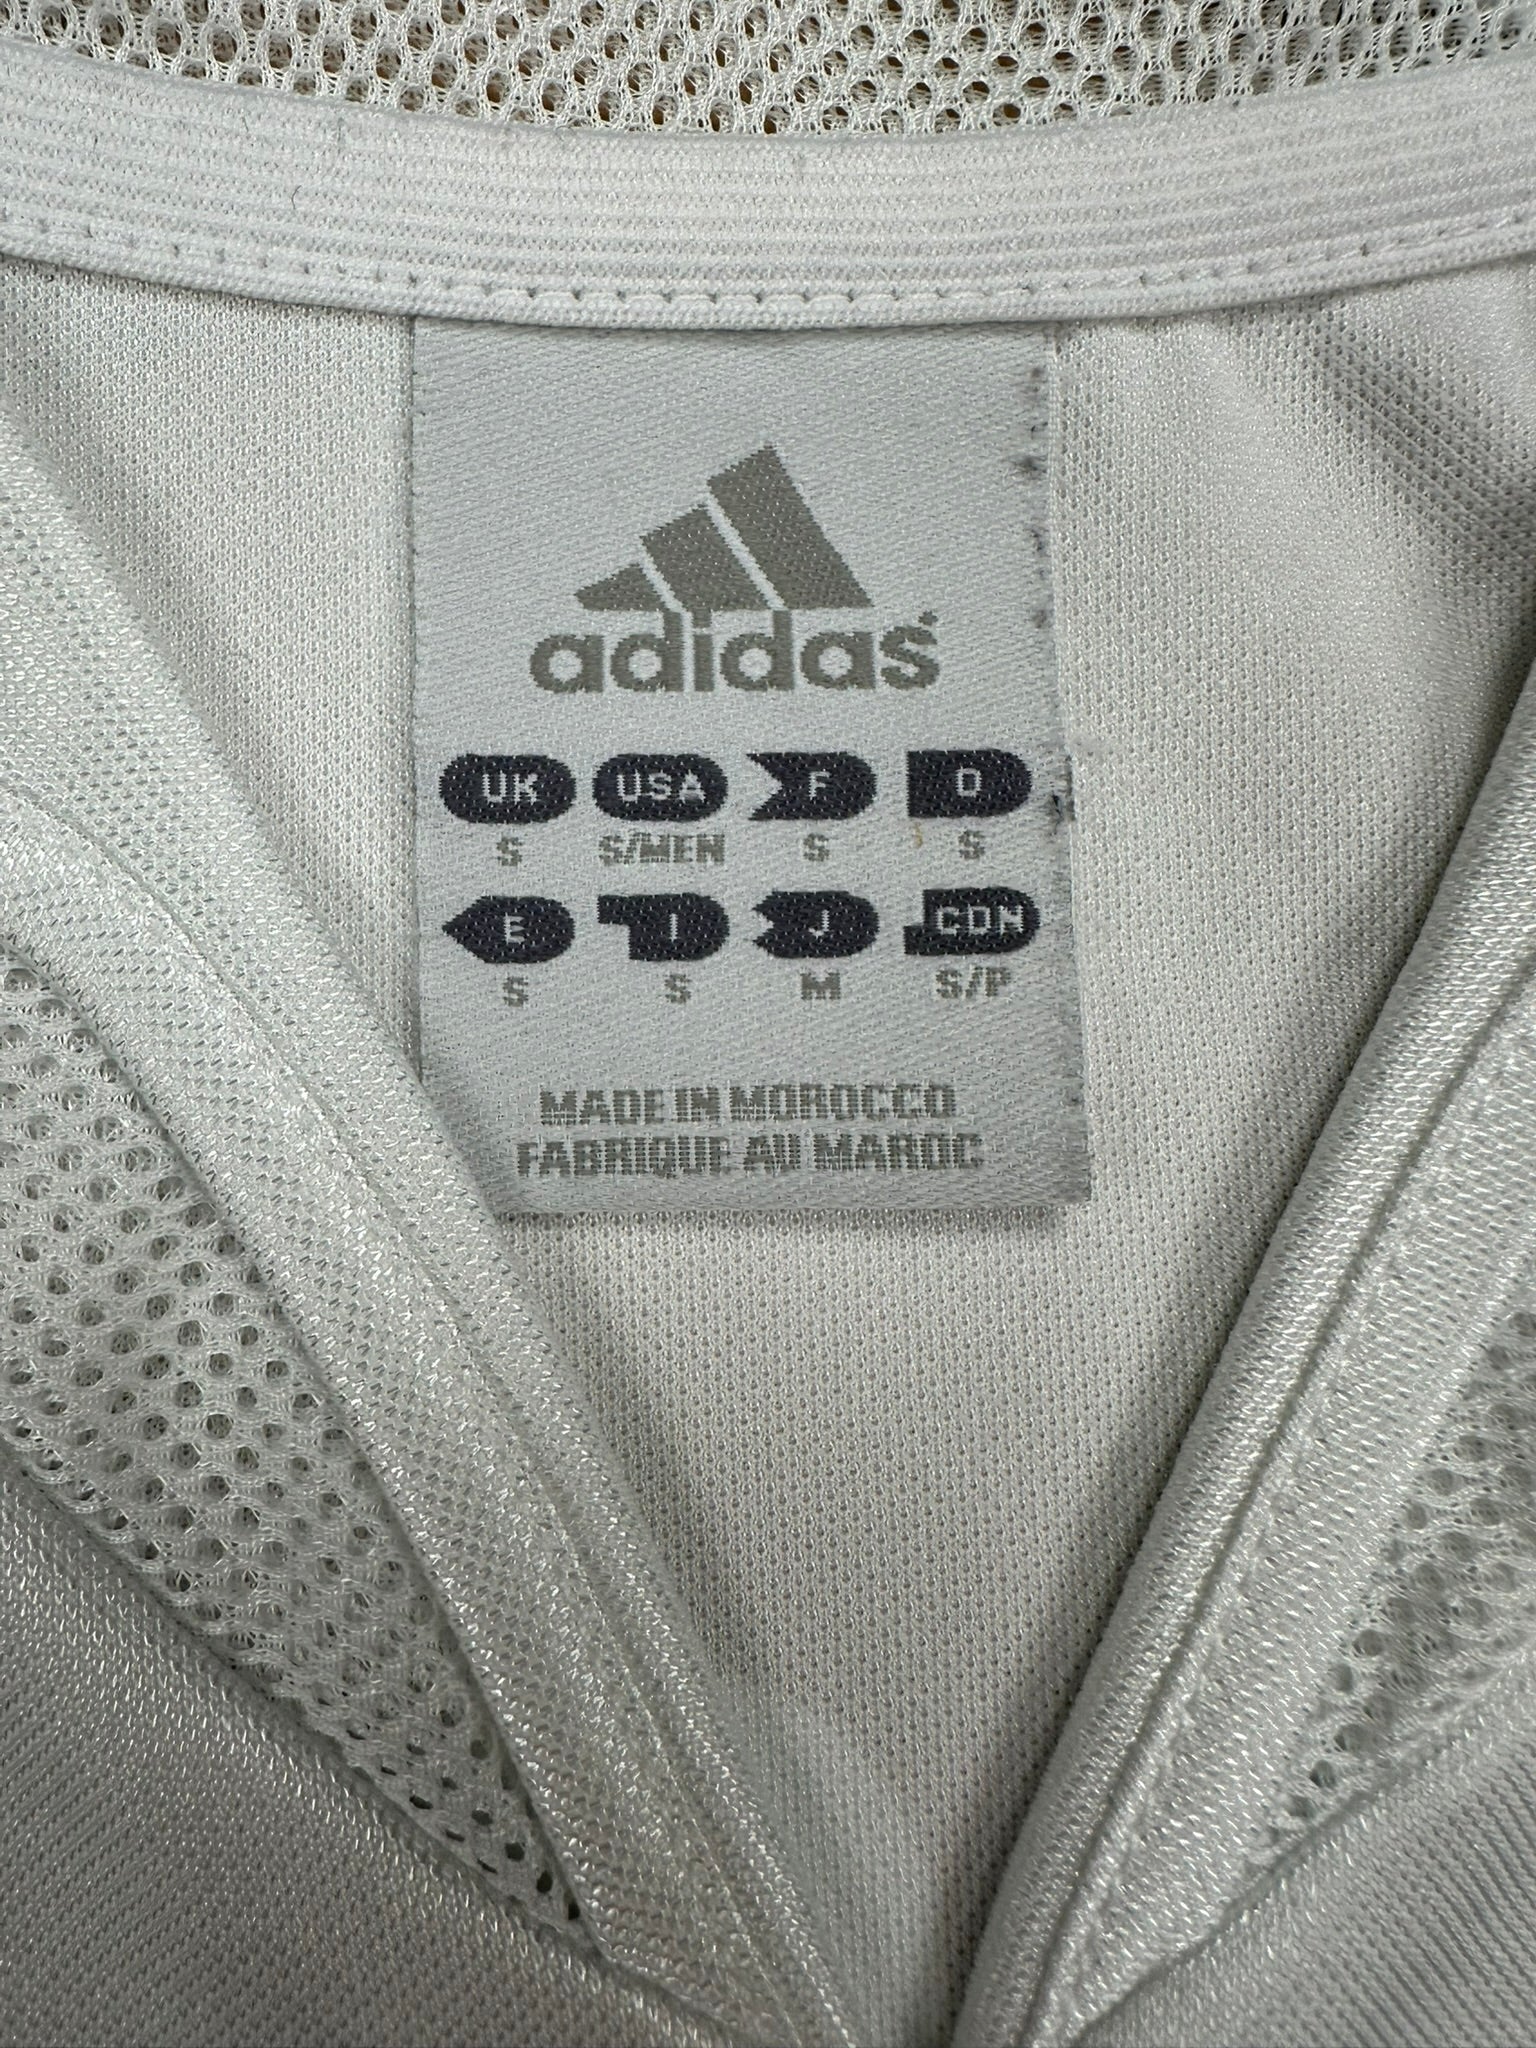 adidas
UK USA F D
S S/MEN S S
E I J CDN
S S M S/P
MADE IN MOROCCO
FABRIQUE AU MAROC